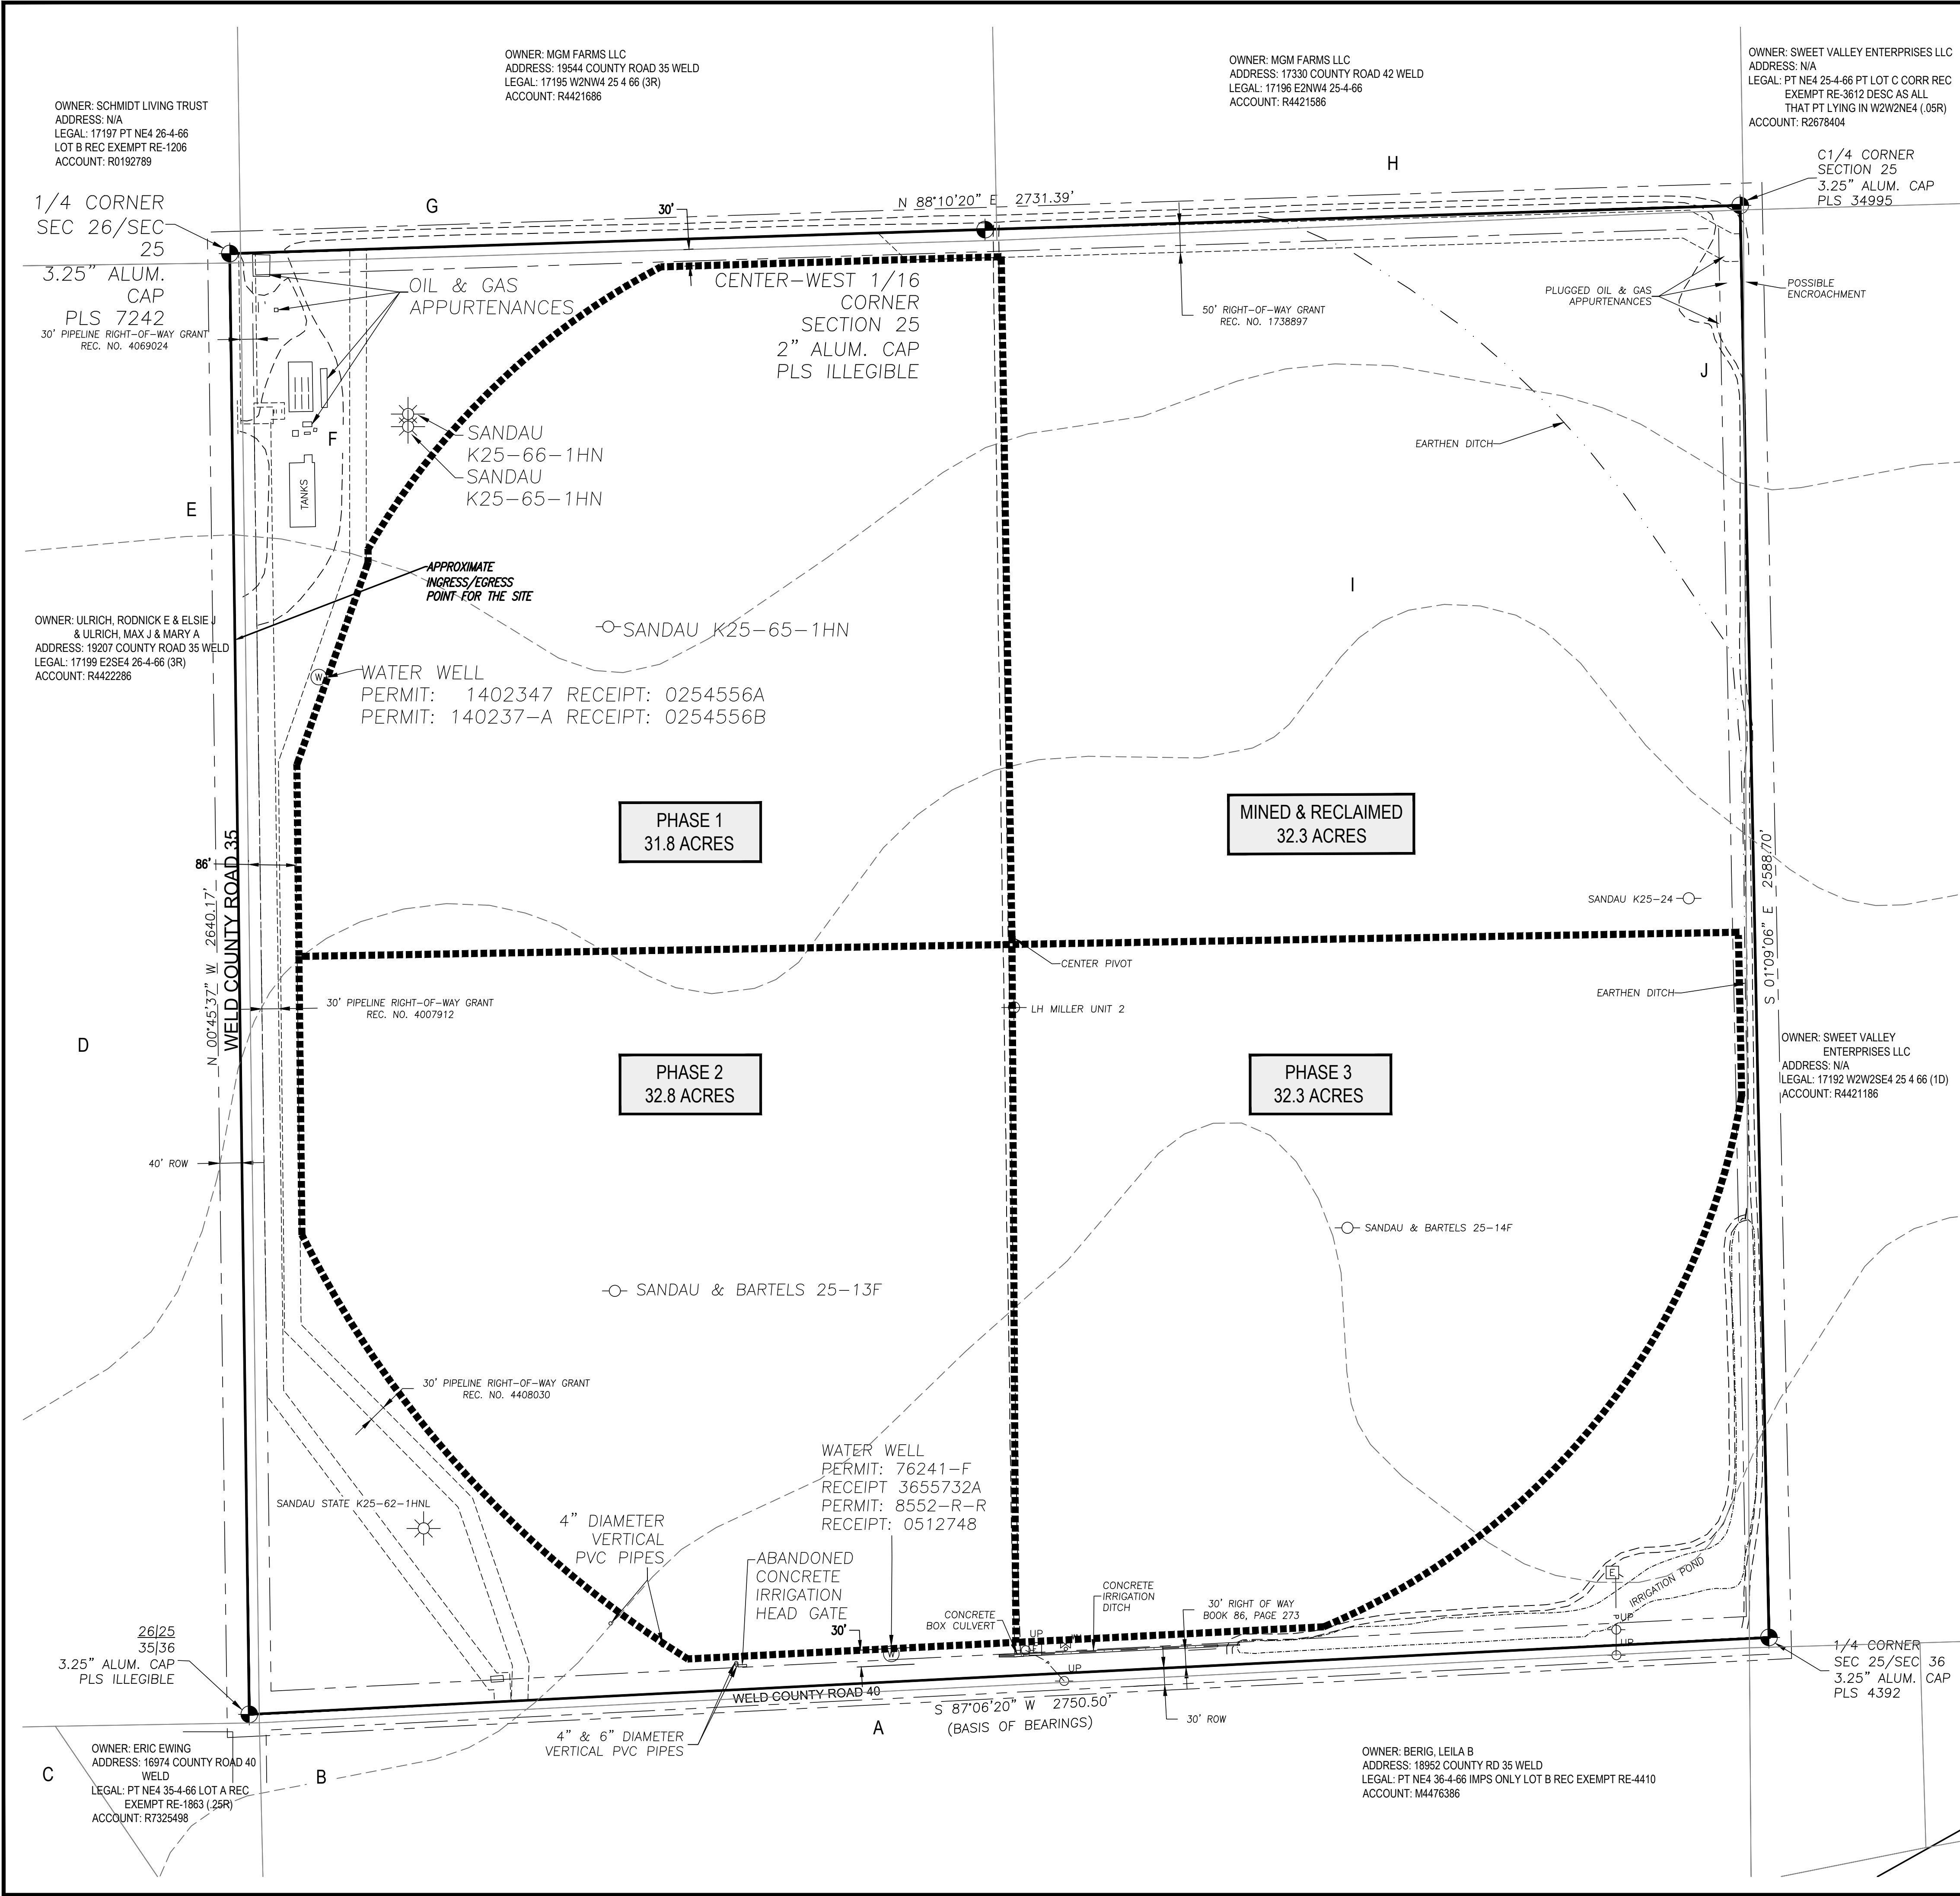 OWNER: MGM FARMS LLC
ADDRESS: 19544 COUNTY ROAD 35 WELD
LEGAL: 17195 W2NW4 25 4 66 (3R)
ACCOUNT: R4421686
OWNER: MGM FARMS LLC
ADDRESS: 17330 COUNTY ROAD 42 WELD
LEGAL: 17196 E2NW4 25-4-66
ACCOUNT: R4421586
OWNER: SWEET VALLEY ENTERPRISES LLC
ADDRESS: N/A
LEGAL: PT NE4 25-4-66 PT LOT C CORR REC
EXEMPT RE-3612 DESC AS ALL
THAT PT LYING IN W2W2NE4 (.05R)
ACCOUNT: R2678404
OWNER: SCHMIDT LIVING TRUST
ADDRESS: N/A
LEGAL: 17197 PT NE4 26-4-66
LOT B REC EXEMPT RE-1206
ACCOUNT: R0192789
H
C1/4 CORNER
SECTION 25
3.25" ALUM. CAP
PLS 34995
1/4 CORNER
SEC 26/SEC
25
3.25" ALUM.
CAP
PLS 7242
G
30'
N 88°10'20" E 2731.39'
30' PIPELINE RIGHT-OF-WAY GRANT
REC. NO. 4069024
OIL & GAS
APPURTENANCES
CENTER-WEST 1/16
CORNER
SECTION 25
2" ALUM. CAP
PLS ILLEGIBLE
50' RIGHT-OF-WAY GRANT
REC. NO. 1738897
PLUGGED OIL & GAS
APPURTENANCES
POSSIBLE
ENCROACHMENT
J
F
SANDAU
K25-66-1HN
SANDAU
K25-65-1HN
EARTHEN DITCH
TANKS
E
APPROXIMATE
INGRESS/EGRESS
POINT FOR THE SITE
I
OWNER: ULRICH, RODNICK E & ELSIE J
& ULRICH, MAX J & MARY A
ADDRESS: 19207 COUNTY ROAD 35 WELD
LEGAL: 17199 E2SE4 26-4-66 (3R)
ACCOUNT: R4422286
SANDAU K25-65-1HN
W
WATER WELL
PERMIT: 1402347 RECEIPT: 0254556A
PERMIT: 140237-A RECEIPT: 0254556B
PHASE 1
31.8 ACRES
MINED & RECLAIMED
32.3 ACRES
86'
WELD COUNTY ROAD 35
N 00°45'37" W 2640.17'
S 01°09'06" E 2588.70'
SANDAU K25-24
CENTER PIVOT
EARTHEN DITCH
30' PIPELINE RIGHT-OF-WAY GRANT
REC. NO. 4007912
LH MILLER UNIT 2
D
PHASE 2
32.8 ACRES
PHASE 3
32.3 ACRES
OWNER: SWEET VALLEY
ENTERPRISES LLC
ADDRESS: N/A
LEGAL: 17192 W2W2SE4 25 4 66 (1D)
ACCOUNT: R4421186
40' ROW
SANDAU & BARTELS 25-14F
SANDAU & BARTELS 25-13F
30' PIPELINE RIGHT-OF-WAY GRANT
REC. NO. 4408030
SANDAU STATE K25-62-1HNL
WATER WELL
PERMIT: 76241-F
RECEIPT 3655732A
PERMIT: 8552-R-R
RECEIPT: 0512748
4" DIAMETER
VERTICAL
PVC PIPES
ABANDONED
CONCRETE
IRRIGATION
HEAD GATE
CONCRETE
BOX CULVERT
CONCRETE
IRRIGATION
DITCH
30' RIGHT OF WAY
BOOK 86, PAGE 273
E
IRRIGATION POND
UP
UP
UP
E
UP
30'
W
26|25
35|36
3.25" ALUM. CAP
PLS ILLEGIBLE
1/4 CORNER
SEC 25/SEC 36
3.25" ALUM. CAP
PLS 4392
WELD COUNTY ROAD 40
S 87°06'20" W 2750.50'
(BASIS OF BEARINGS)
A
30' ROW
4" & 6" DIAMETER
VERTICAL PVC PIPES
C
B
OWNER: ERIC EWING
ADDRESS: 16974 COUNTY ROAD 40
WELD
LEGAL: PT NE4 35-4-66 LOT A REC
EXEMPT RE-1863 (.25R)
ACCOUNT: R7325498
OWNER: BERIG, LEILA B
ADDRESS: 18952 COUNTY RD 35 WELD
LEGAL: PT NE4 36-4-66 IMPS ONLY LOT B REC EXEMPT RE-4410
ACCOUNT: M4476386